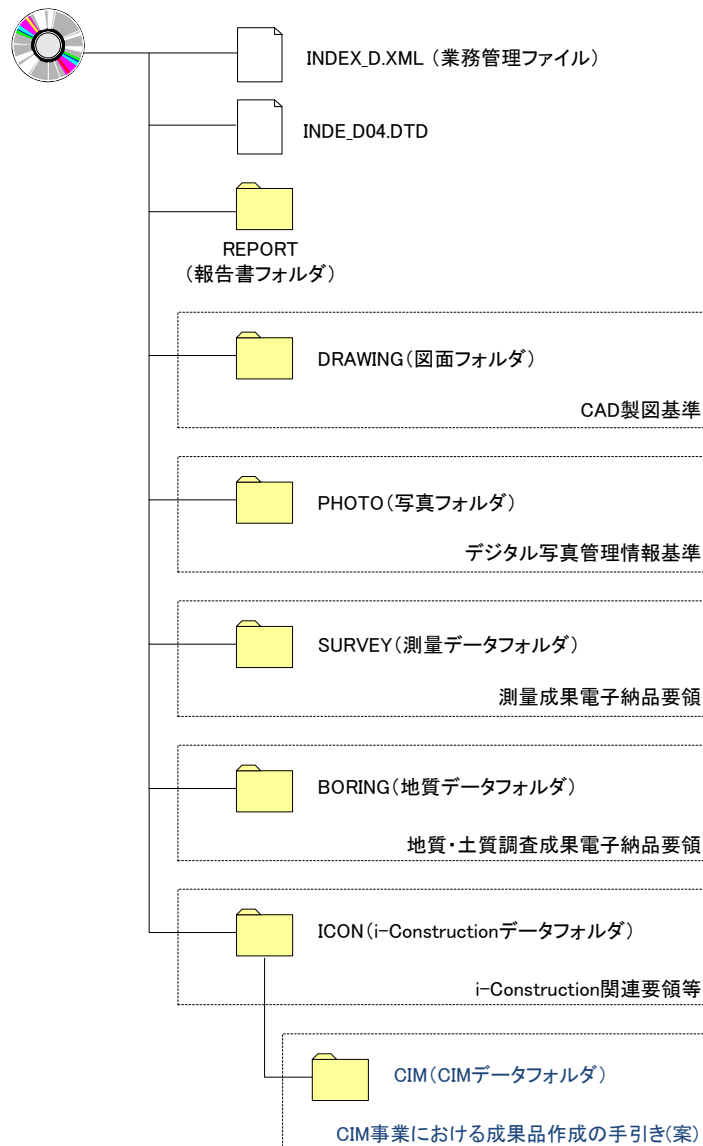 INDEX_D.XML（業務管理ファイル）
INDE_D04.DTD
REPORT
（報告書フォルダ）
DRAWING（図面フォルダ）
CAD製図基準
PHOTO（写真フォルダ）
デジタル写真管理情報基準
SURVEY（測量データフォルダ）
測量成果電子納品要領
BORING（地質データフォルダ）
地質・土質調査成果電子納品要領
ICON（i-Constructionデータフォルダ）
i-Construction関連要領等
CIM（CIMデータフォルダ）
CIM事業における成果品作成の手引き(案)